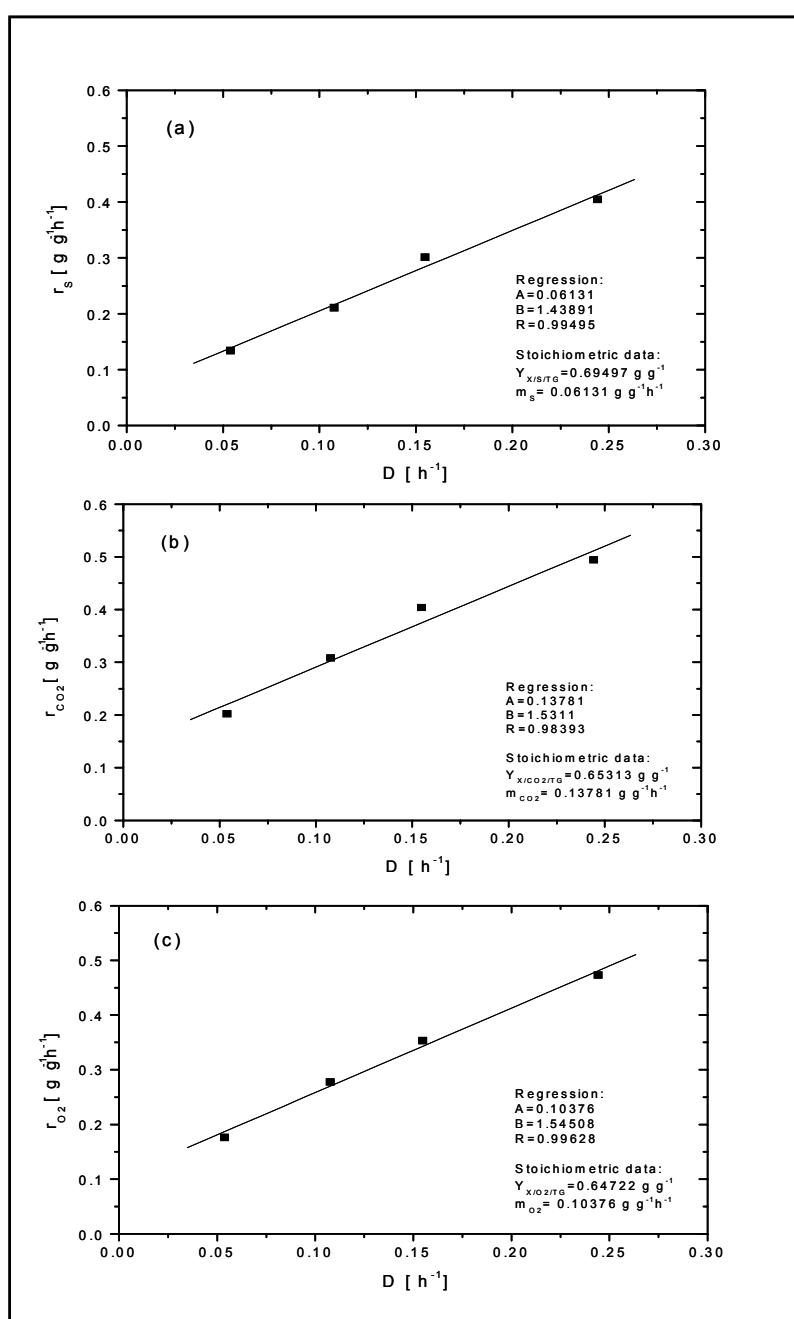 0.6
(a)
0.5
0.4
r_S [ g g⁻¹h⁻¹]
0.3
Regression:
A=0.06131
0.2
B=1.43891
R=0.99495
0.1
Stoichiometric data:
Y_X/S/TG=0.69497 g g⁻¹
m_S= 0.06131 g g⁻¹h⁻¹
0.0
0.00 0.05 0.10 0.15 0.20 0.25 0.30
D [ h⁻¹]
0.6
(b)
0.5
0.4
r_CO2[ g g⁻¹h⁻¹]
0.3
Regression:
A=0.13781
0.2
B=1.5311
R=0.98393
0.1
Stoichiometric data:
Y_X/CO2/TG=0.65313 g g⁻¹
m_CO2= 0.13781 g g⁻¹h⁻¹
0.0
0.00 0.05 0.10 0.15 0.20 0.25 0.30
D [ h⁻¹]
0.6
(c)
0.5
0.4
r_O2[ g g⁻¹h⁻¹]
0.3
Regression:
A=0.10376
0.2
B=1.54508
R=0.99628
0.1
Stoichiometric data:
Y_X/O2/TG=0.64722 g g⁻¹
m_O2= 0.10376 g g⁻¹h⁻¹
0.0
0.00 0.05 0.10 0.15 0.20 0.25 0.30
D [ h⁻¹]